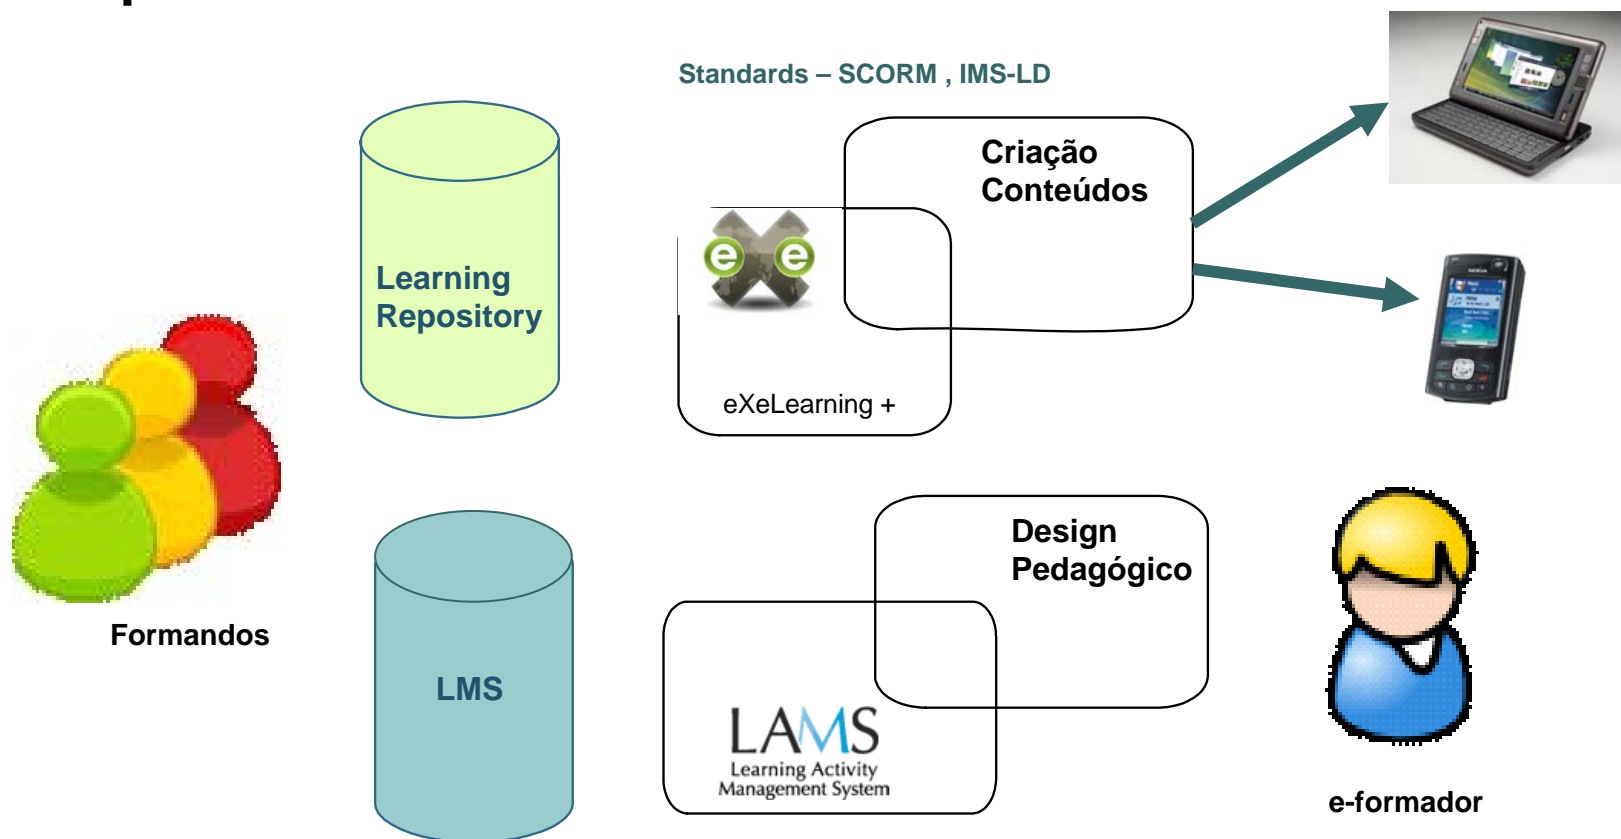 Standards – SCORM , IMS-LD
Criação
Conteúdos
Learning
Repository
e e
eXeLearning +
NOKIA
Design
Pedagógico
Formandos
LMS
LAMS
Learning Activity
Management System
e-formador